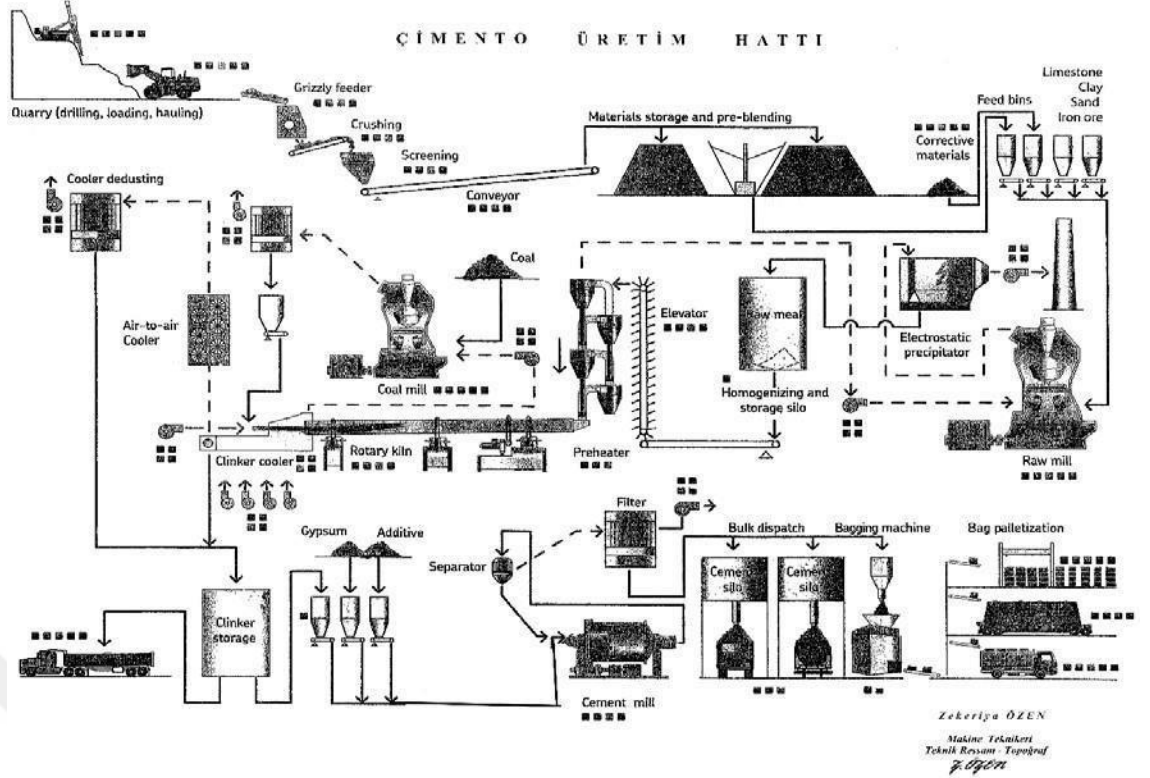 ÇİMENTO ÜRETİM HATTI
Quarry (drilling, loading, hauling)
Grizzly feeder
Crushing
Screening
Conveyor
Materials storage and pre-blending
Feed bins
Limestone
Clay
Sand
Iron ore
Corrective
materials
Cooler dedusting
Air-to-air
Cooler
Coal
Coal mill
Elevator
Raw meal
Homogenizing and
storage silo
Electrostatic
precipitator
Raw mill
Clinker cooler
Rotary kiln
Preheater
Gypsum
Additive
Separator
Filter
Bulk dispatch
Bagging machine
Bag palletization
Cement
silo
Cement
silo
Clinker
storage
Cement mill
Zekeriya ÖZEN
Makine Teknikeri
Teknik Ressam - Topoğraf
Z. ÖZEN